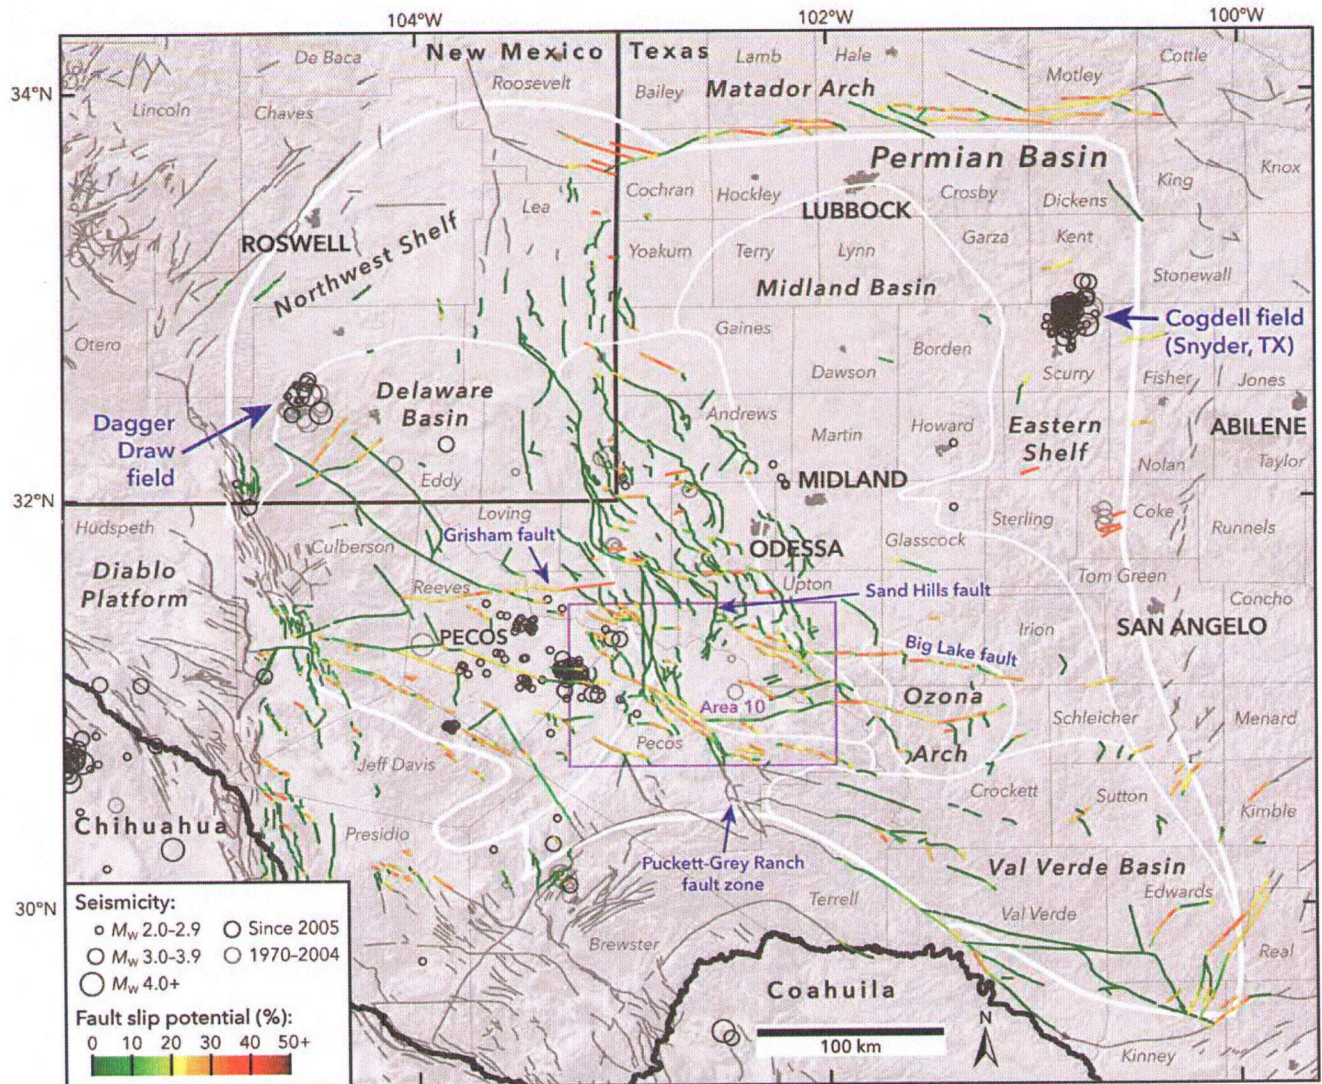 104°W
102°W
100°W
34°N
32°N
30°N
New Mexico
Texas
De Baca
Roosevelt
Lamb
Hale
Motley
Cottle
Lincoln
Chaves
Bailey
Matador Arch
Permian Basin
Knox
King
Cochran
Hockley
Crosby
Dickens
Lea
LUBBOCK
ROSWELL
Northwest Shelf
Yoakum
Terry
Lynn
Garza
Kent
Stonewall
Midland Basin
Otero
Gaines
Cogdell field
(Snyder, TX)
Borden
Dawson
Scurry
Fisher
Jones
Delaware
Basin
Dagger
Draw
field
Andrews
Martin
Howard
Eastern
Shelf
ABILENE
Nolan
Taylor
Eddy
MIDLAND
Hudspeth
Loving
Grisham fault
Culberson
ODESSA
Glasscock
Sterling
Coke
Runnels
Diablo
Platform
Reeves
Upton
Sand Hills fault
Tom Green
Concho
PECOS
Irion
SAN ANGELO
Big Lake fault
Area 10
Ozona
Arch
Schleicher
Menard
Pecos
Jeff Davis
Crockett
Sutton
Kimble
Chihuahua
Presidio
Puckett-Grey Ranch
fault zone
Val Verde Basin
Edwards
Terrell
Val Verde
Real
Brewster
Coahuila
N
100 km
Kinney
Seismicity:
Mw 2.0-2.9
Since 2005
Mw 3.0-3.9
1970-2004
Mw 4.0+
Fault slip potential (%):
0 10 20 30 40 50+